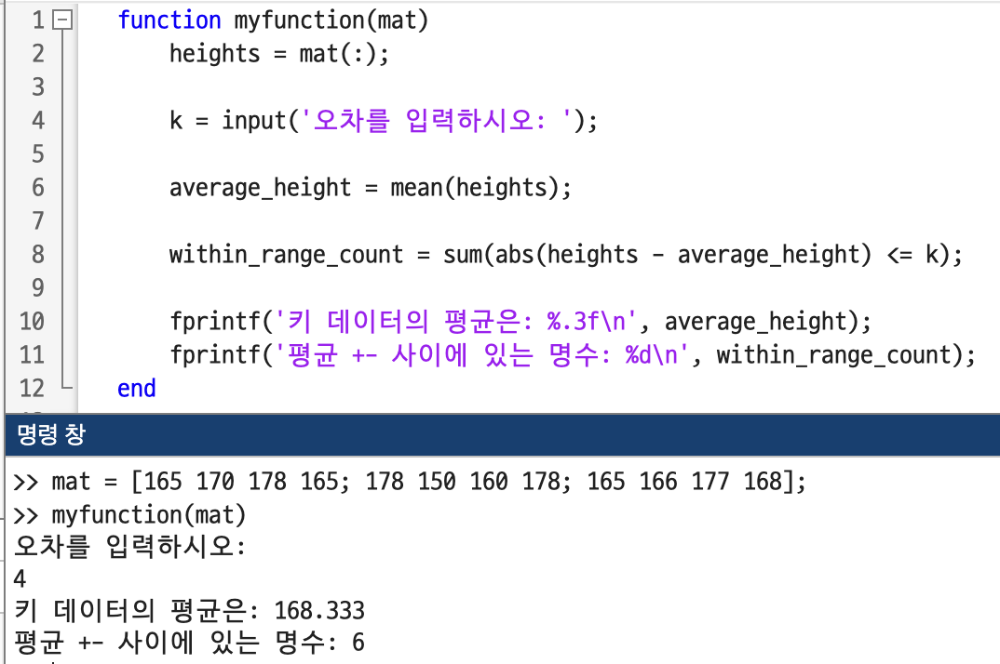 1 function myfunction(mat)
2 heights = mat(:);
3
4 k = input('오차를 입력하시오: ');
5
6 average_height = mean(heights);
7
8 within_range_count = sum(abs(heights - average_height) <= k);
9
10 fprintf('키 데이터의 평균은: %.3f\n', average_height);
11 fprintf('평균 +- 사이에 있는 명수: %d\n', within_range_count);
12 end
명령 창
>> mat = [165 170 178 165; 178 150 160 178; 165 166 177 168];
>> myfunction(mat)
오차를 입력하시오:
4
키 데이터의 평균은: 168.333
평균 +- 사이에 있는 명수: 6